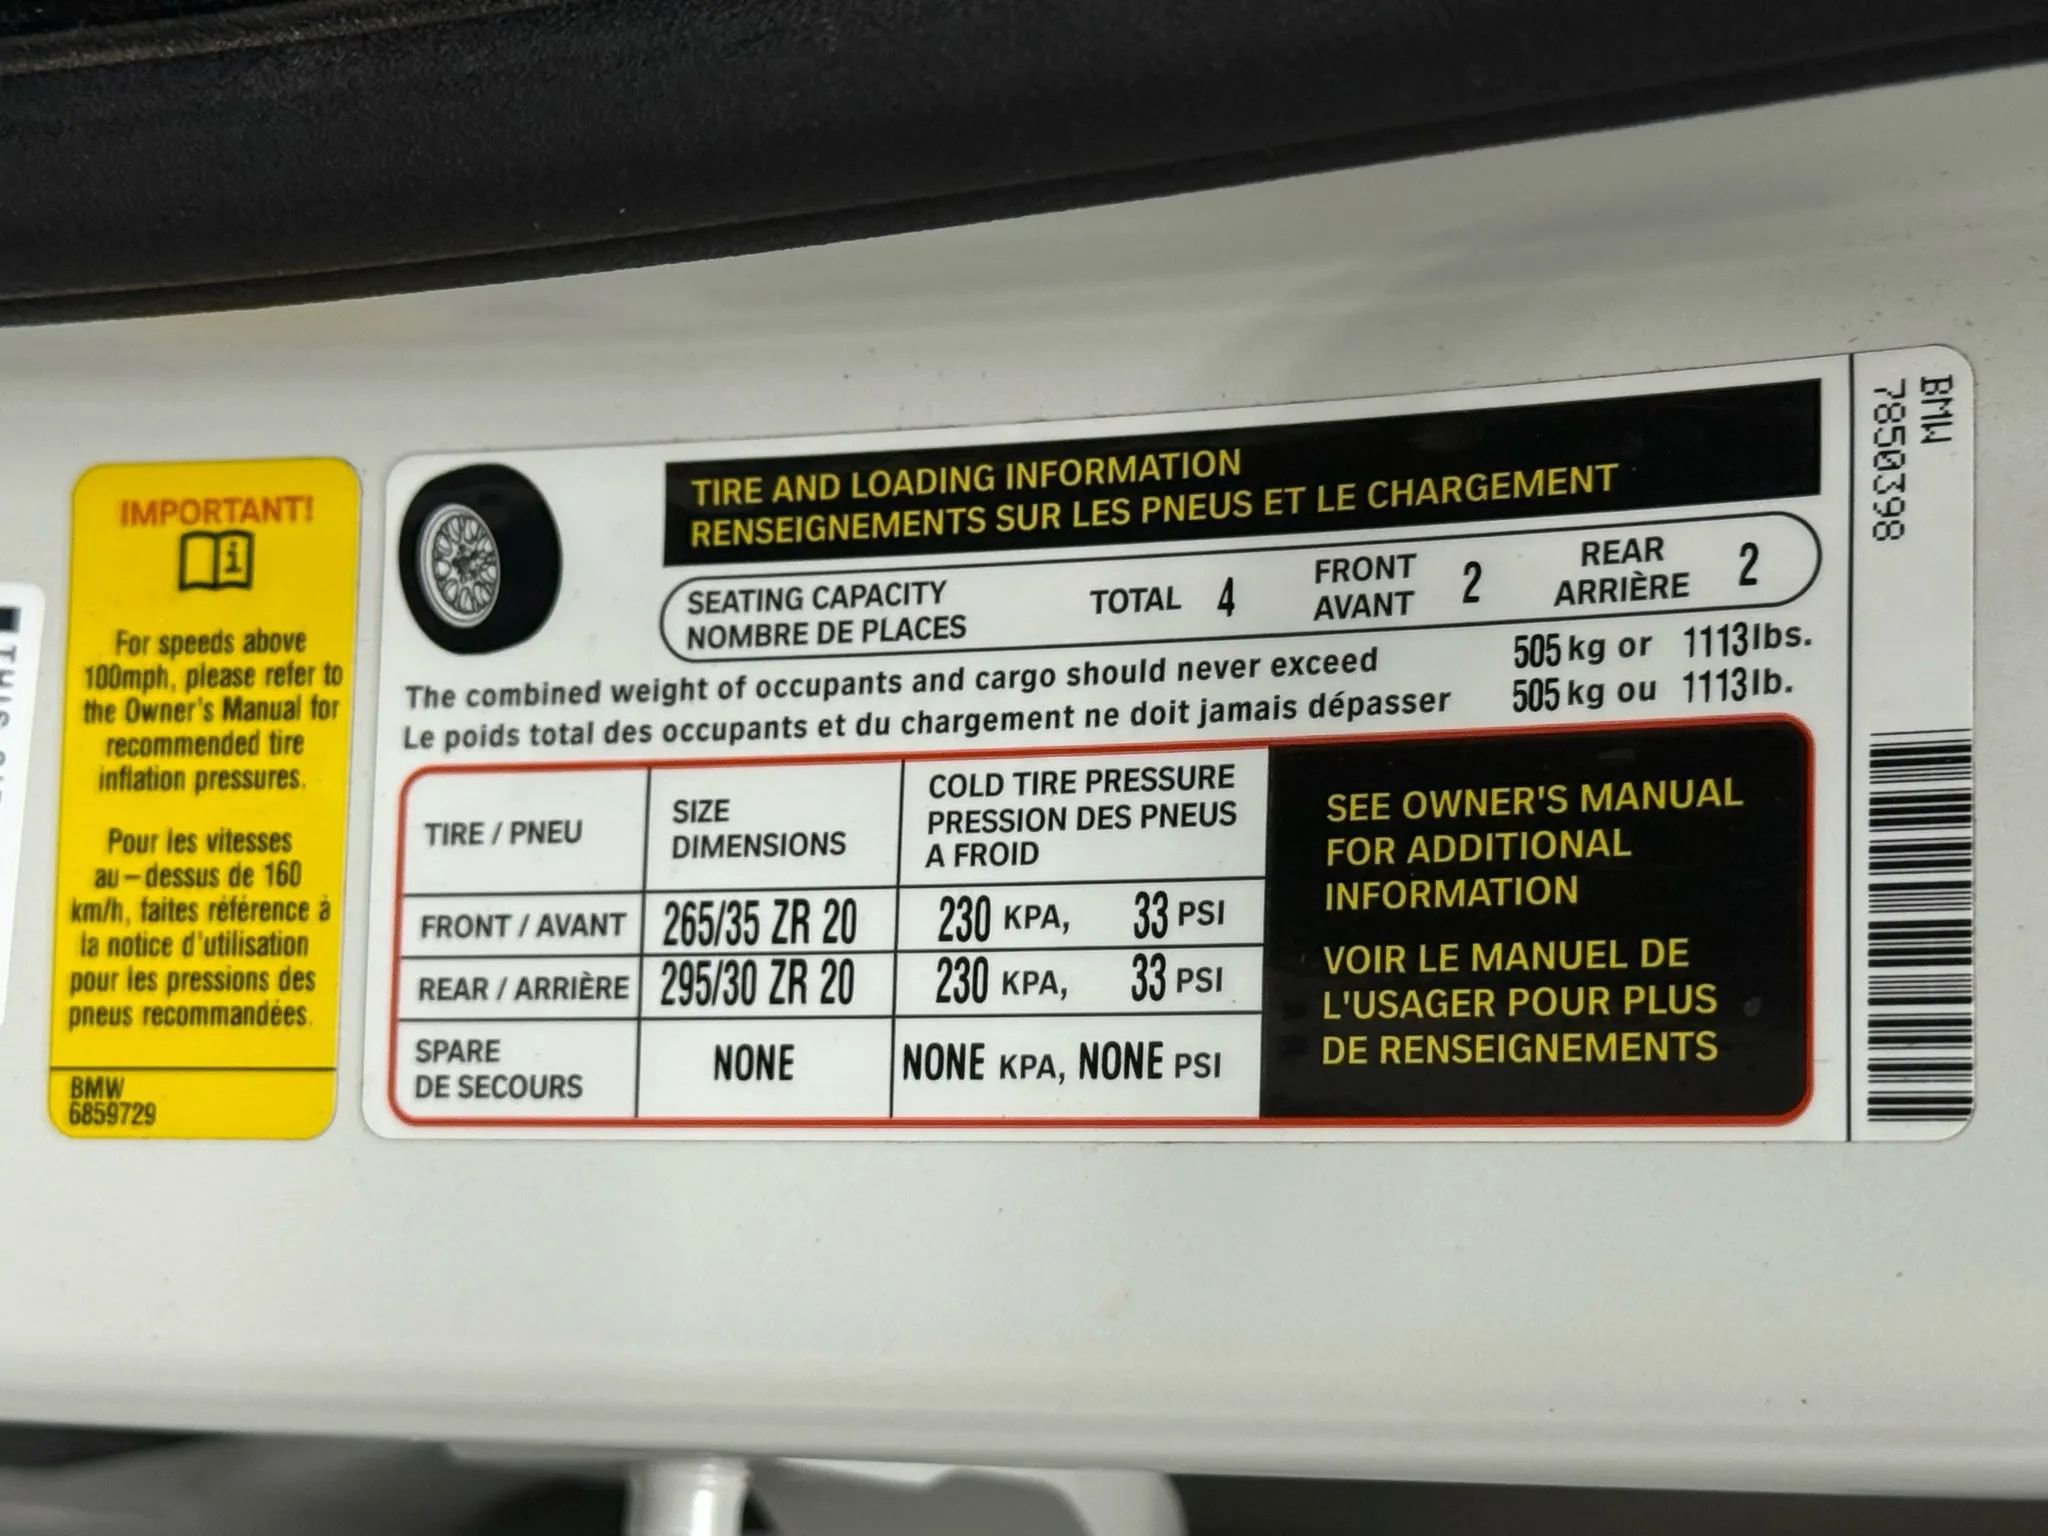 IMPORTANT!
For speeds above
100mph, please refer to
the Owner's Manual for
recommended tire
inflation pressures.
Pour les vitesses
au-dessus de 160
km/h, faites référence à
la notice d'utilisation
pour les pressions des
pneus recommandées.
BMW
6859729
TIRE AND LOADING INFORMATION
RENSEIGNEMENTS SUR LES PNEUS ET LE CHARGEMENT
SEATING CAPACITY
NOMBRE DE PLACES
TOTAL 4
FRONT
AVANT
2
REAR
ARRIÈRE
2
The combined weight of occupants and cargo should never exceed 505 kg or 1113 lbs.
Le poids total des occupants et du chargement ne doit jamais dépasser 505 kg ou 1113 lb.
TIRE / PNEU
SIZE
DIMENSIONS
COLD TIRE PRESSURE
PRESSION DES PNEUS
A FROID
FRONT / AVANT 265/35 ZR 20 230 KPA, 33 PSI
REAR / ARRIÈRE 295/30 ZR 20 230 KPA, 33 PSI
SPARE
DE SECOURS
NONE NONE KPA, NONE PSI
SEE OWNER'S MANUAL
FOR ADDITIONAL
INFORMATION
VOIR LE MANUEL DE
L'USAGER POUR PLUS
DE RENSEIGNEMENTS
BMW
7850398